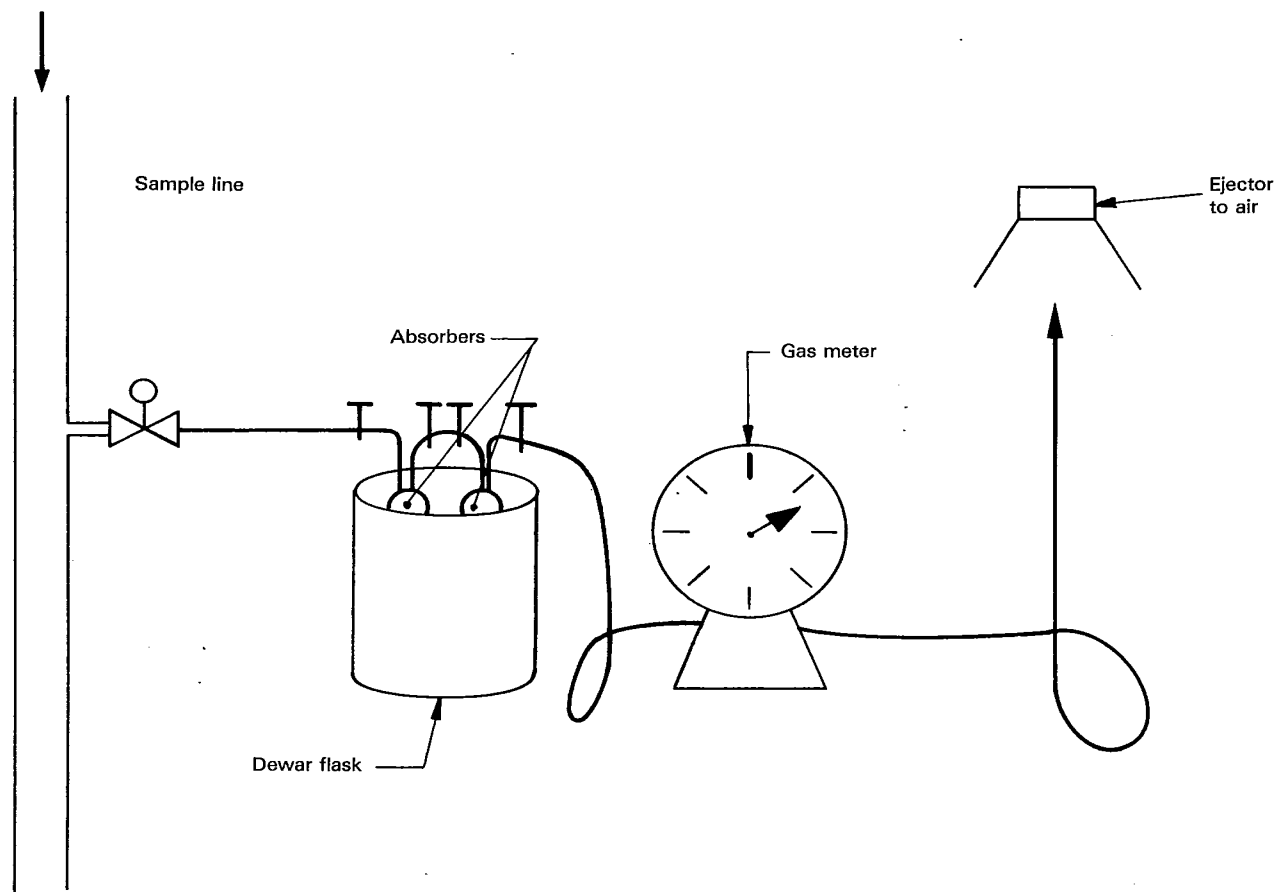 Sample line
Ejector
to air
Absorbers
Gas meter
Dewar flask